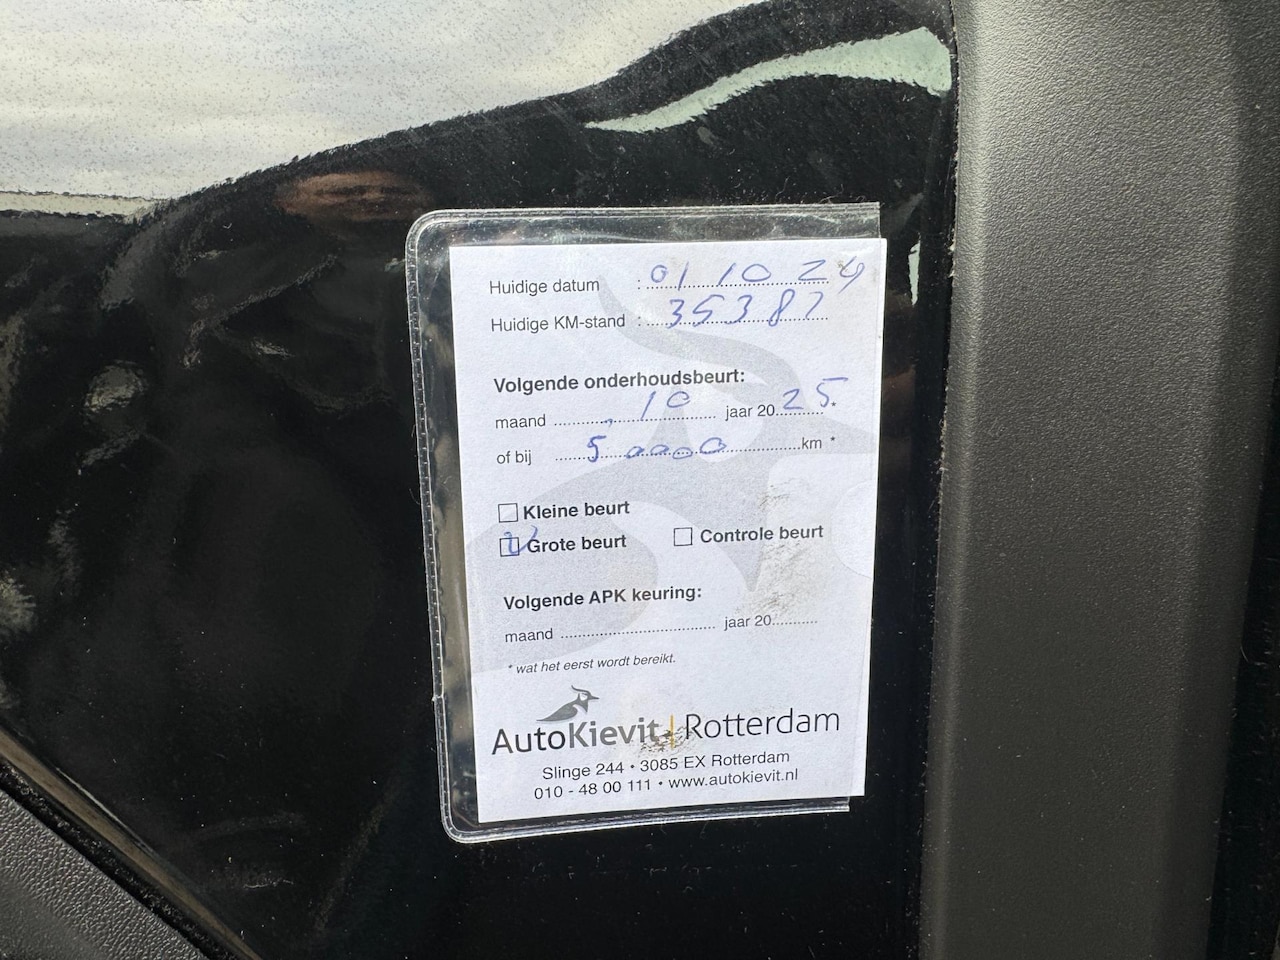 Huidige datum : 01 10 24
Huidige KM-stand : 35387
Volgende onderhoudsbeurt:
maand 10 jaar 2025 *
of bij 50000 km *
Kleine beurt
Grote beurt Controle beurt
Volgende APK keuring:
maand jaar 20
* wat het eerst wordt bereikt.
AutoKievit | Rotterdam
Slinge 244 • 3085 EX Rotterdam
010 - 48 00 111 • www.autokievit.nl